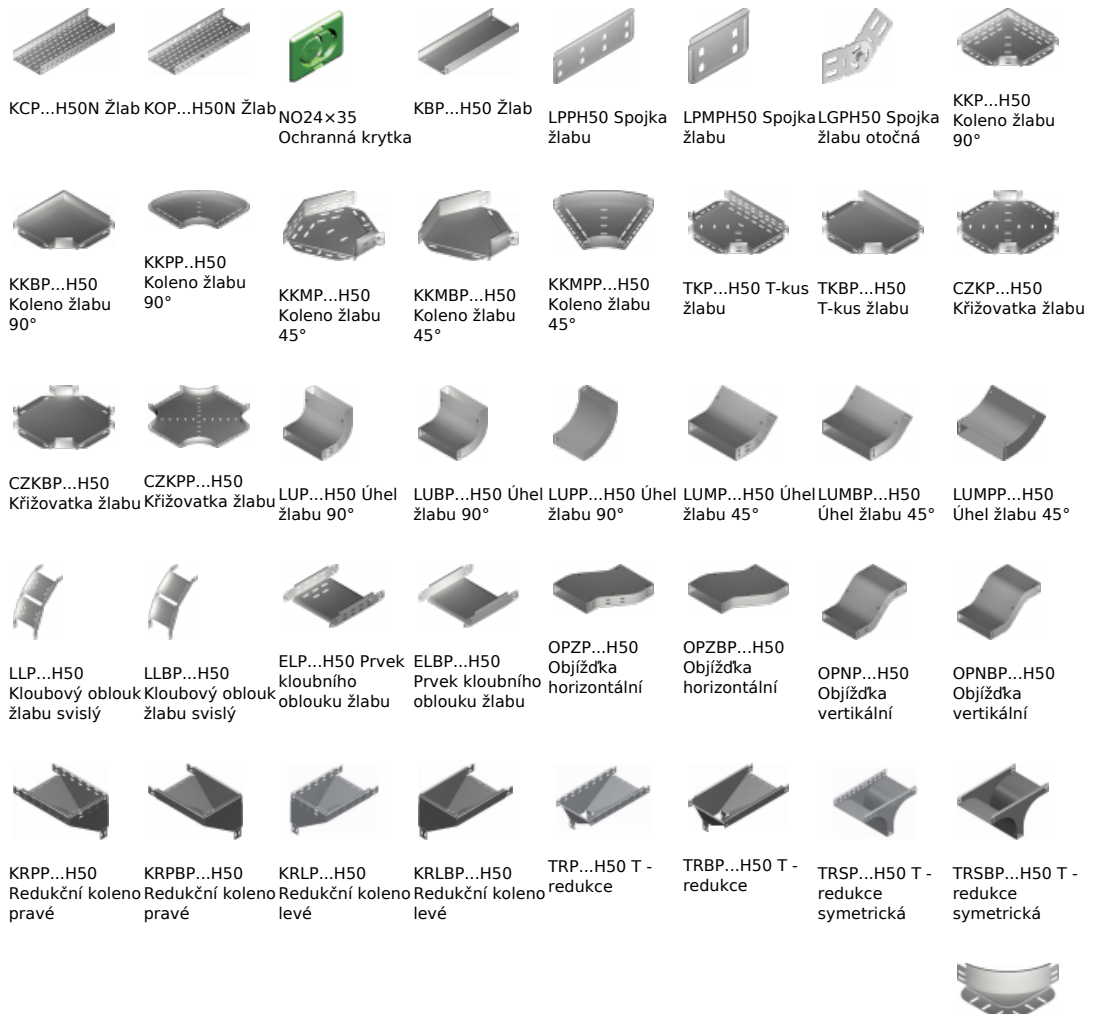 KCP...H50N Žlab
KOP...H50N Žlab
NO24×35
Ochranná krytka
KBP...H50 Žlab
LPPH50 Spojka
žlabu
LPMPH50 Spojka
žlabu
LGPH50 Spojka
žlabu otočná
KKP...H50
Koleno žlabu
90°
KKBP...H50
Koleno žlabu
90°
KKPP..H50
Koleno žlabu
90°
KKMP...H50
Koleno žlabu
45°
KKMBP...H50
Koleno žlabu
45°
KKMPP...H50
Koleno žlabu
45°
TKP...H50 T-kus
žlabu
TKBP...H50
T-kus žlabu
CZKP...H50
Křižovatka žlabu
CZKBP...H50
Křižovatka žlabu
CZKPP...H50
Křižovatka žlabu
LUP...H50 Úhel
žlabu 90°
LUBP...H50 Úhel
žlabu 90°
LUPP...H50 Úhel
žlabu 90°
LUMP...H50 Úhel
žlabu 45°
LUMBP...H50
Úhel žlabu 45°
LUMPP...H50
Úhel žlabu 45°
LLP...H50
Kloubový oblouk
žlabu svislý
LLBP...H50
Kloubový oblouk
žlabu svislý
ELP...H50 Prvek
kloubního
oblouku žlabu
ELBP...H50
Prvek kloubního
oblouku žlabu
OPZP...H50
Objížďka
horizontální
OPZBP...H50
Objížďka
horizontální
OPNP...H50
Objížďka
vertikální
OPNBP...H50
Objížďka
vertikální
KRPP...H50
Redukční koleno
pravé
KRPBP...H50
Redukční koleno
pravé
KRLP...H50
Redukční koleno
levé
KRLBP...H50
Redukční koleno
levé
TRP...H50 T -
redukce
TRBP...H50 T -
redukce
TRSP...H50 T -
redukce
symetrická
TRSBP...H50 T -
redukce
symetrická